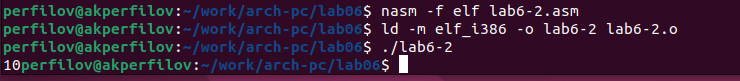 perfilov@akperfilov:~/work/arch-pc/lab06$ nasm -f elf lab6-2.asm
perfilov@akperfilov:~/work/arch-pc/lab06$ ld -m elf_i386 -o lab6-2 lab6-2.o
perfilov@akperfilov:~/work/arch-pc/lab06$ ./lab6-2
10perfilov@akperfilov:~/work/arch-pc/lab06$